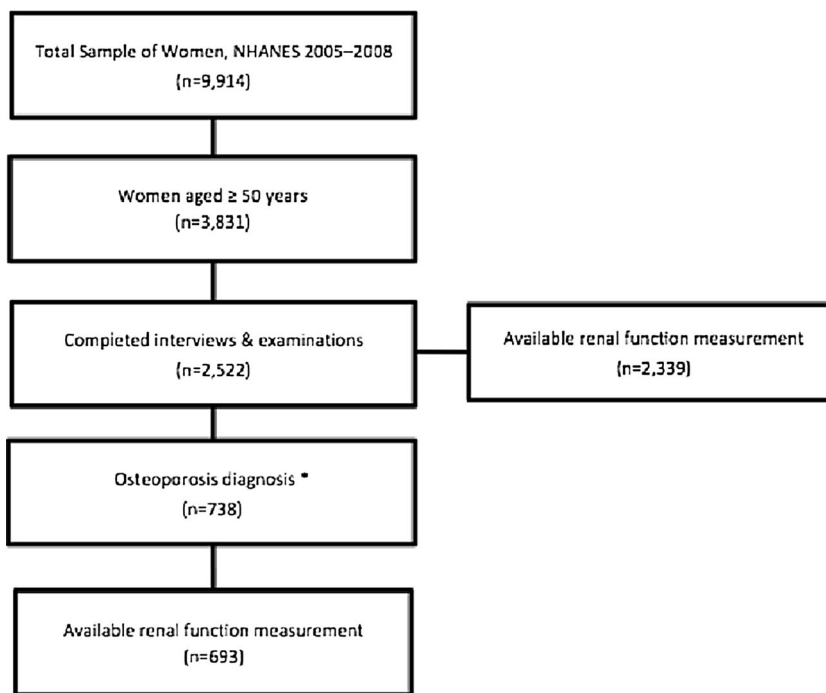 Total Sample of Women, NHANES 2005–2008
(n=9,914)
Women aged ≥ 50 years
(n=3,831)
Completed interviews & examinations
(n=2,522)
Available renal function measurement
(n=2,339)
Osteoporosis diagnosis *
(n=738)
Available renal function measurement
(n=693)